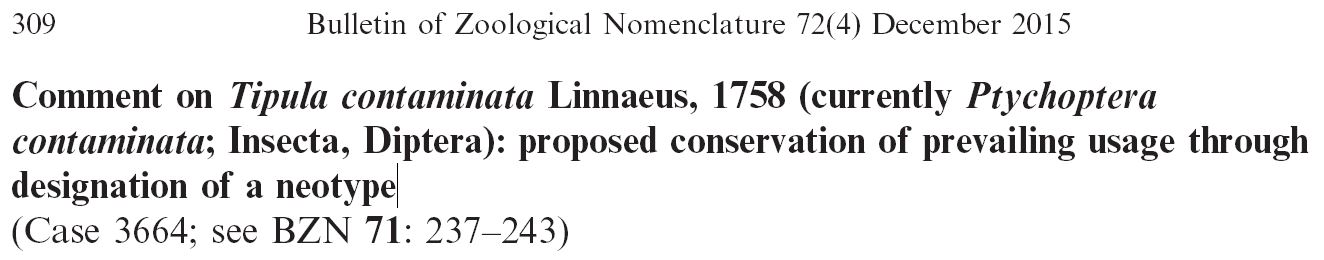 309 Bulletin of Zoological Nomenclature 72(4) December 2015
Comment on Tipula contaminata Linnaeus, 1758 (currently Ptychoptera
contaminata; Insecta, Diptera): proposed conservation of prevailing usage through
designation of a neotype
(Case 3664; see BZN 71: 237–243)